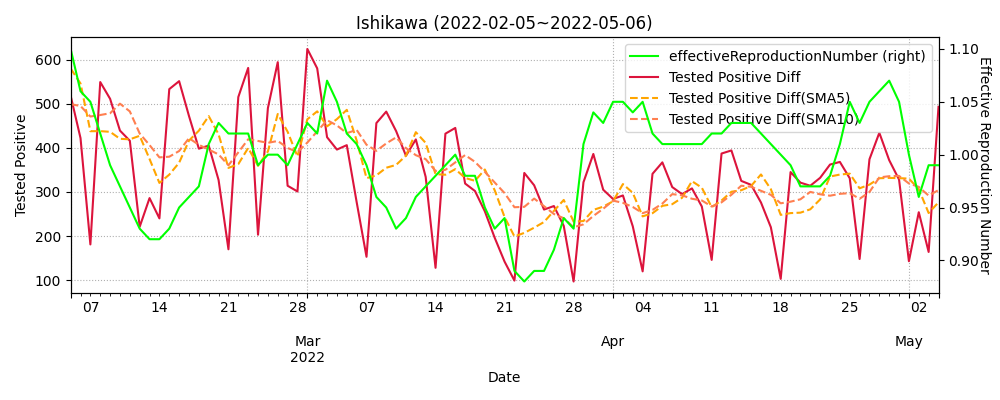 Ishikawa (2022-02-05~2022-05-06)
effectiveReproductionNumber (right)
Tested Positive Diff
Tested Positive Diff(SMA5)
Tested Positive Diff(SMA10)
Tested Positive
600
500
400
300
200
100
1.10
1.05
1.00
0.95
0.90
Effective Reproduction Number
07 14 21 28 07 14 21 28 04 11 18 25 02
Mar Apr May
2022
Date